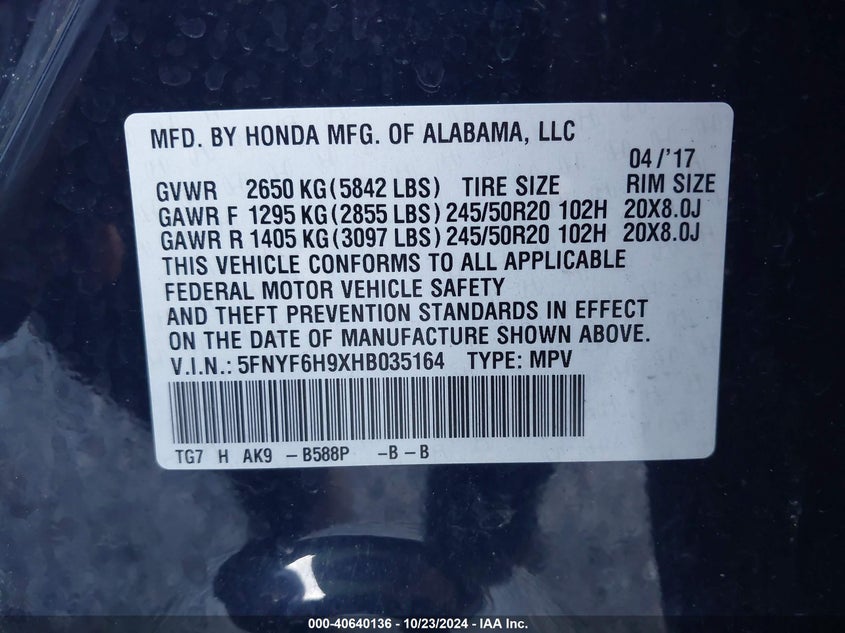 MFD. BY HONDA MFG. OF ALABAMA, LLC
04/'17
GVWR 2650 KG(5842 LBS) TIRE SIZE RIM SIZE
GAWR F 1295 KG(2855 LBS) 245/50R20 102H 20X8.0J
GAWR R 1405 KG(3097 LBS) 245/50R20 102H 20X8.0J
THIS VEHICLE CONFORMS TO ALL APPLICABLE
FEDERAL MOTOR VEHICLE SAFETY
AND THEFT PREVENTION STANDARDS IN EFFECT
ON THE DATE OF MANUFACTURE SHOWN ABOVE.
V.I.N.: 5FNYF6H9XHB035164 TYPE: MPV
TG7 H AK9 -B588P -B-B
000-40640136 - 10/23/2024 - IAA Inc.